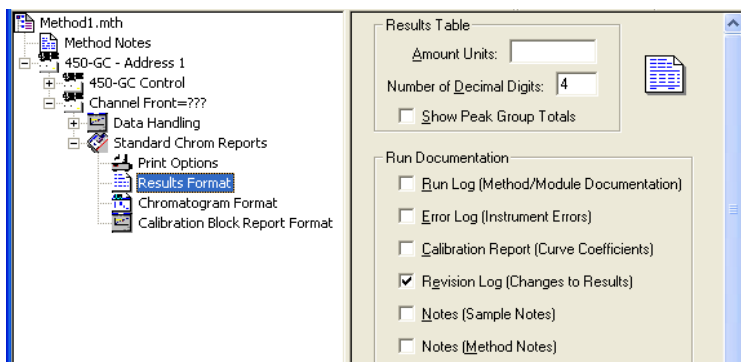 Method1.mth
Method Notes
450-GC - Address 1
450-GC Control
Channel Front=???
Data Handling
Standard Chrom Reports
Print Options
Results Format
Chromatogram Format
Calibration Block Report Format
Results Table
Amount Units:
Number of Decimal Digits: 4
Show Peak Group Totals
Run Documentation
Run Log (Method/Module Documentation)
Error Log (Instrument Errors)
Calibration Report (Curve Coefficients)
Revision Log (Changes to Results)
Notes (Sample Notes)
Notes (Method Notes)